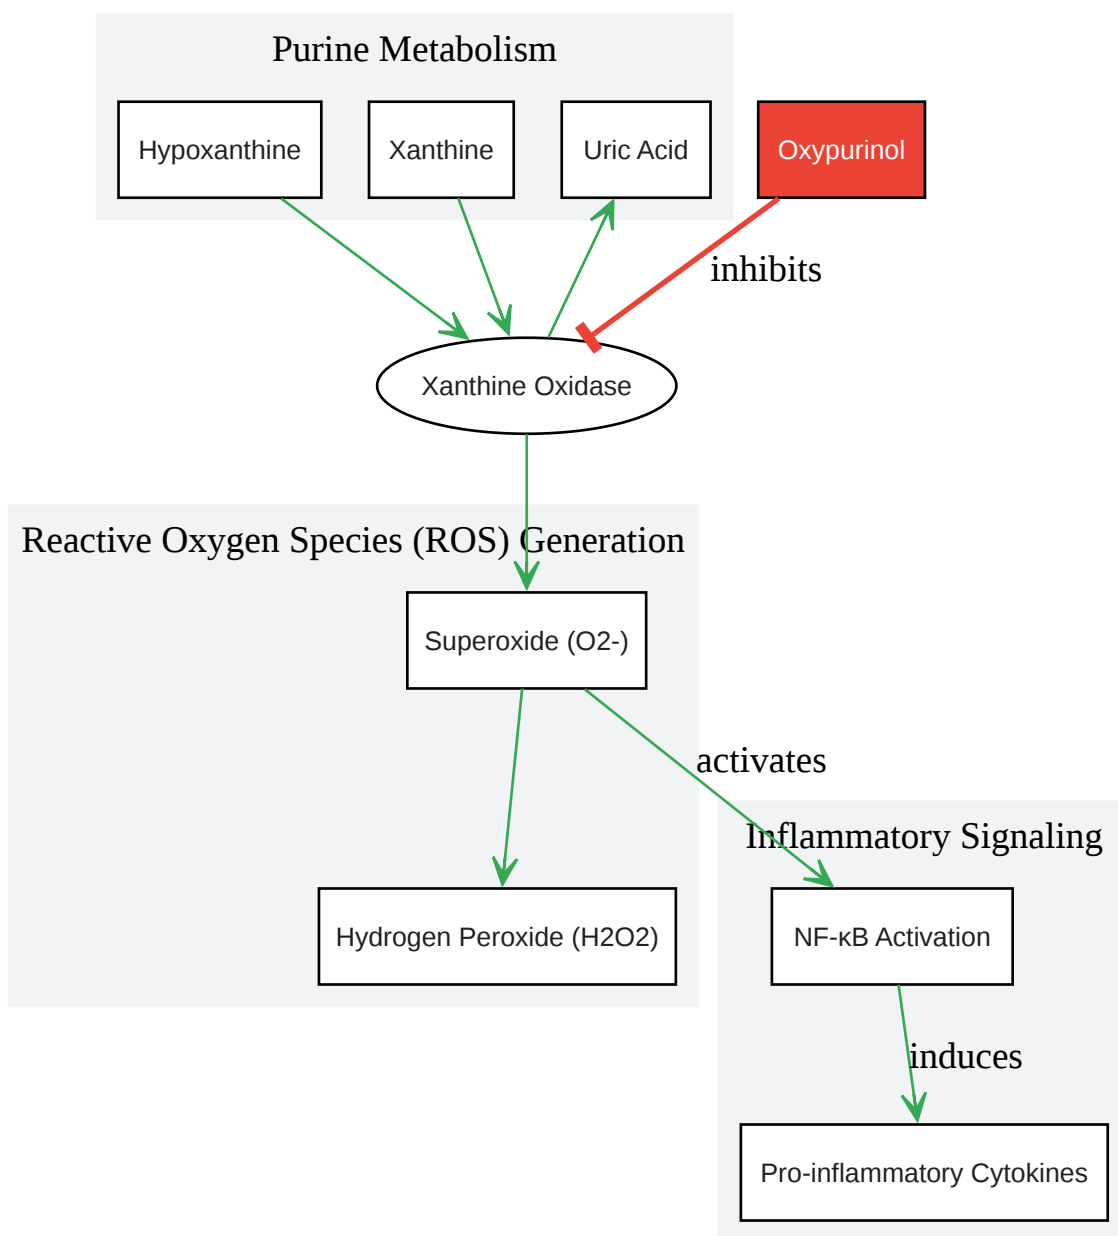 Purine Metabolism
Hypoxanthine
Xanthine
Uric Acid
Oxypurinol
inhibits
Xanthine Oxidase
Reactive Oxygen Species (ROS) Generation
Superoxide (O2-)
activates
Inflammatory Signaling
Hydrogen Peroxide (H2O2)
NF-κB Activation
induces
Pro-inflammatory Cytokines